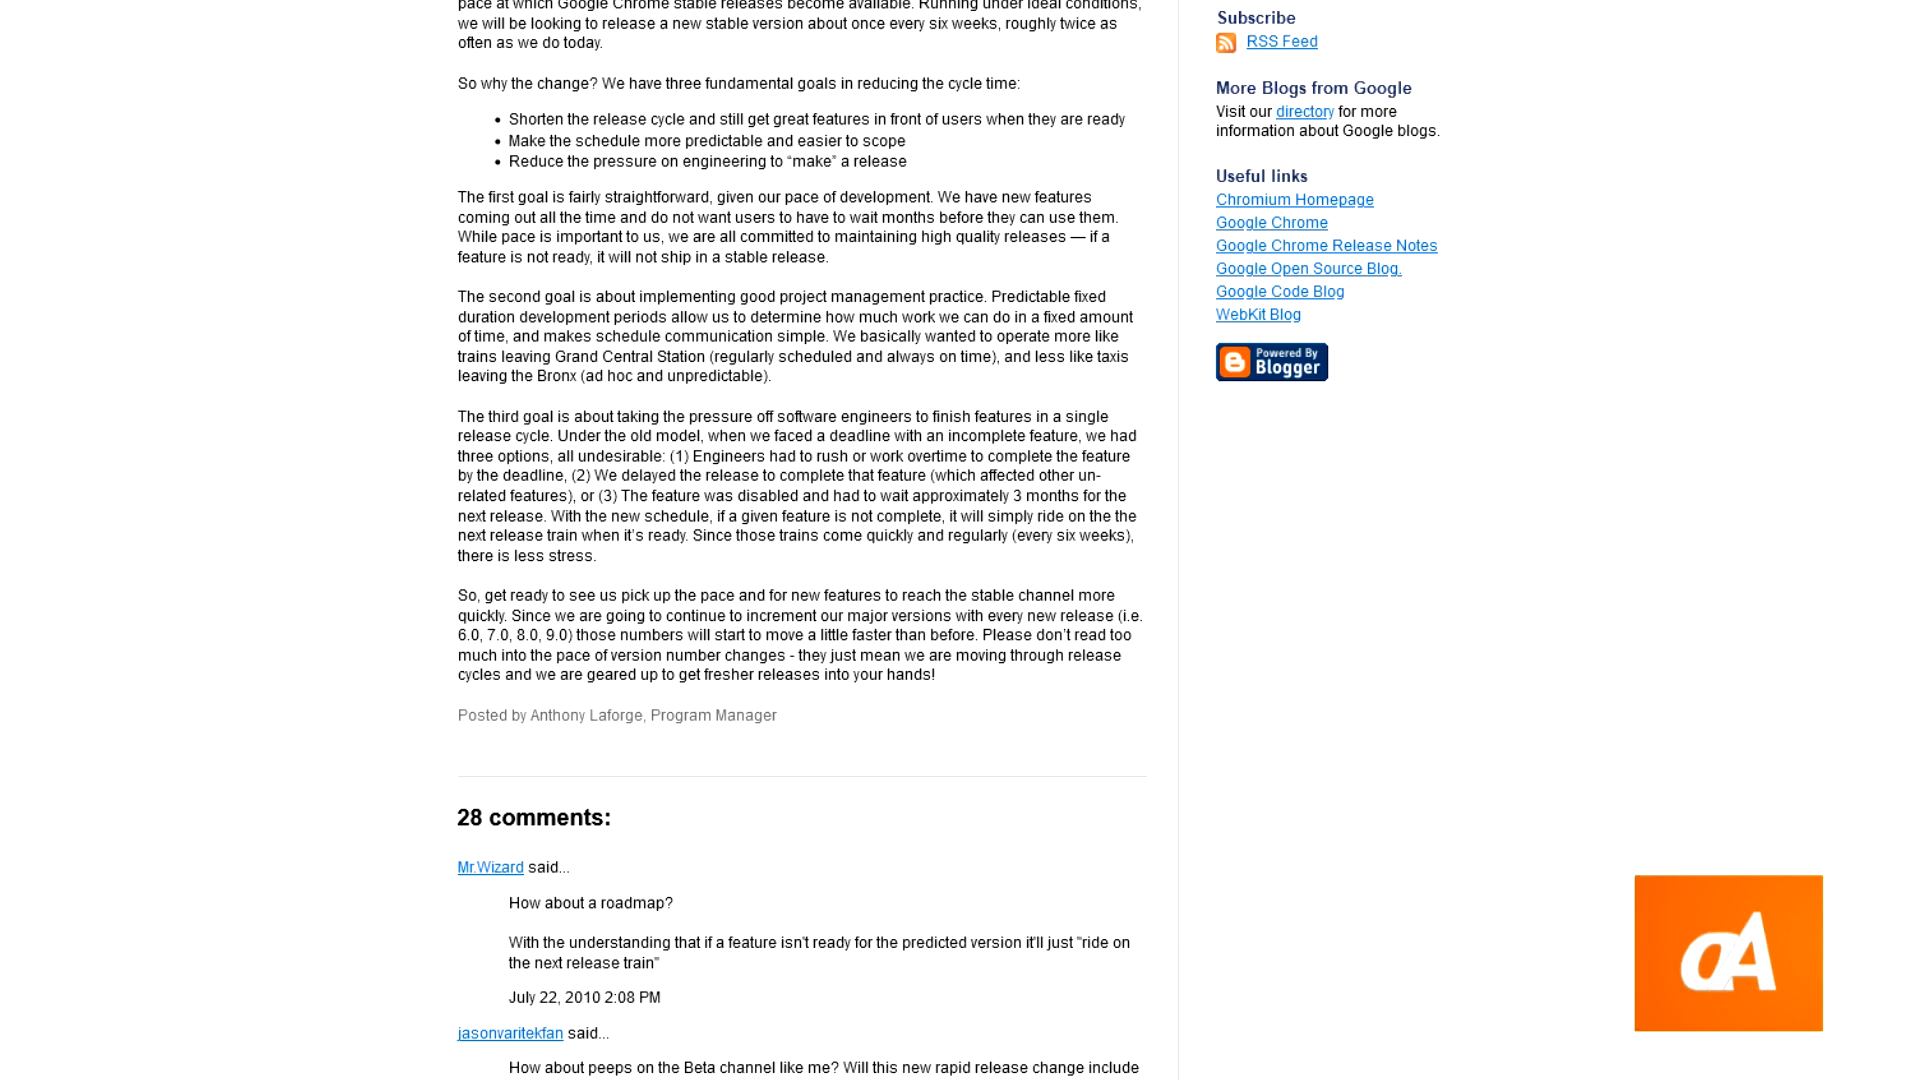 pace at which Google Chrome stable releases become available. Running under ideal conditions,
we will be looking to release a new stable version about once every six weeks, roughly twice as
often as we do today.
So why the change? We have three fundamental goals in reducing the cycle time:
• Shorten the release cycle and still get great features in front of users when they are ready
• Make the schedule more predictable and easier to scope
• Reduce the pressure on engineering to “make” a release
The first goal is fairly straightforward, given our pace of development. We have new features
coming out all the time and do not want users to have to wait months before they can use them.
While pace is important to us, we are all committed to maintaining high quality releases — if a
feature is not ready, it will not ship in a stable release.
The second goal is about implementing good project management practice. Predictable fixed
duration development periods allow us to determine how much work we can do in a fixed amount
of time, and makes schedule communication simple. We basically wanted to operate more like
trains leaving Grand Central Station (regularly scheduled and always on time), and less like taxis
leaving the Bronx (ad hoc and unpredictable).
The third goal is about taking the pressure off software engineers to finish features in a single
release cycle. Under the old model, when we faced a deadline with an incomplete feature, we had
three options, all undesirable: (1) Engineers had to rush or work overtime to complete the feature
by the deadline, (2) We delayed the release to complete that feature (which affected other un-
related features), or (3) The feature was disabled and had to wait approximately 3 months for the
next release. With the new schedule, if a given feature is not complete, it will simply ride on the the
next release train when it’s ready. Since those trains come quickly and regularly (every six weeks),
there is less stress.
So, get ready to see us pick up the pace and for new features to reach the stable channel more
quickly. Since we are going to continue to increment our major versions with every new release (i.e.
6.0, 7.0, 8.0, 9.0) those numbers will start to move a little faster than before. Please don’t read too
much into the pace of version number changes - they just mean we are moving through release
cycles and we are geared up to get fresher releases into your hands!
Posted by Anthony Laforge, Program Manager
28 comments:
Mr.Wizard said...
How about a roadmap?
With the understanding that if a feature isn't ready for the predicted version it'll just "ride on
the next release train"
July 22, 2010 2:08 PM
jasonvaritekfan said...
How about peeps on the Beta channel like me? Will this new rapid release change include
Subscribe
RSS Feed
More Blogs from Google
Visit our directory for more
information about Google blogs.
Useful links
Chromium Homepage
Google Chrome
Google Chrome Release Notes
Google Open Source Blog.
Google Code Blog
WebKit Blog
Powered By
Blogger
aA